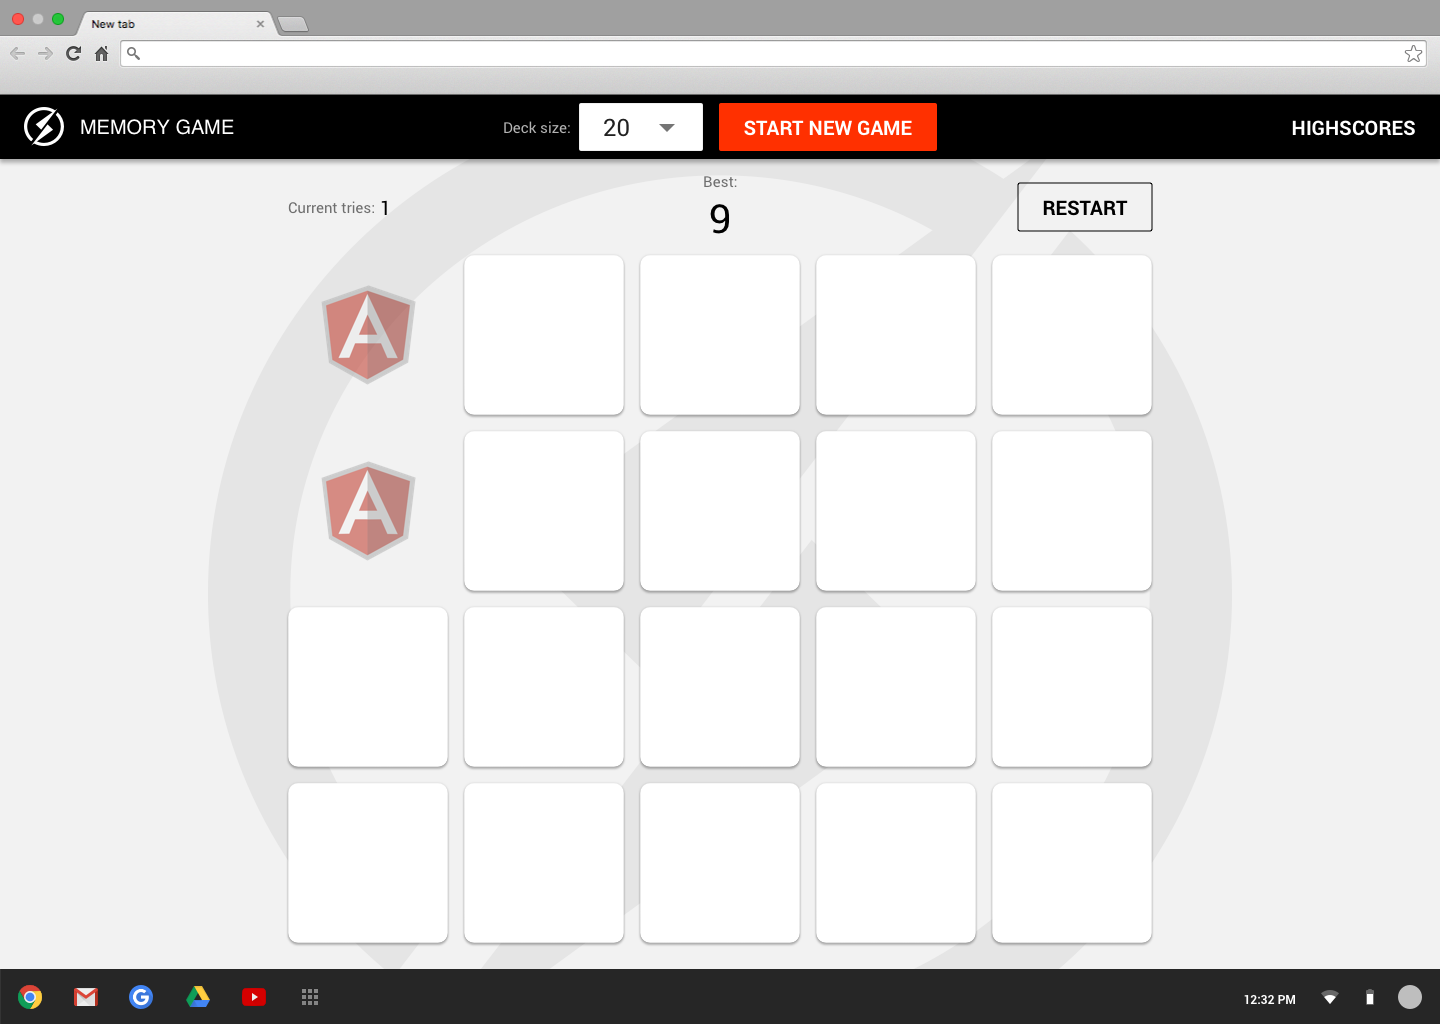 New tab
MEMORY GAME
Deck size: 20
START NEW GAME
HIGHSCORES
Current tries: 1
Best:
9
RESTART
A
A
12:32 PM